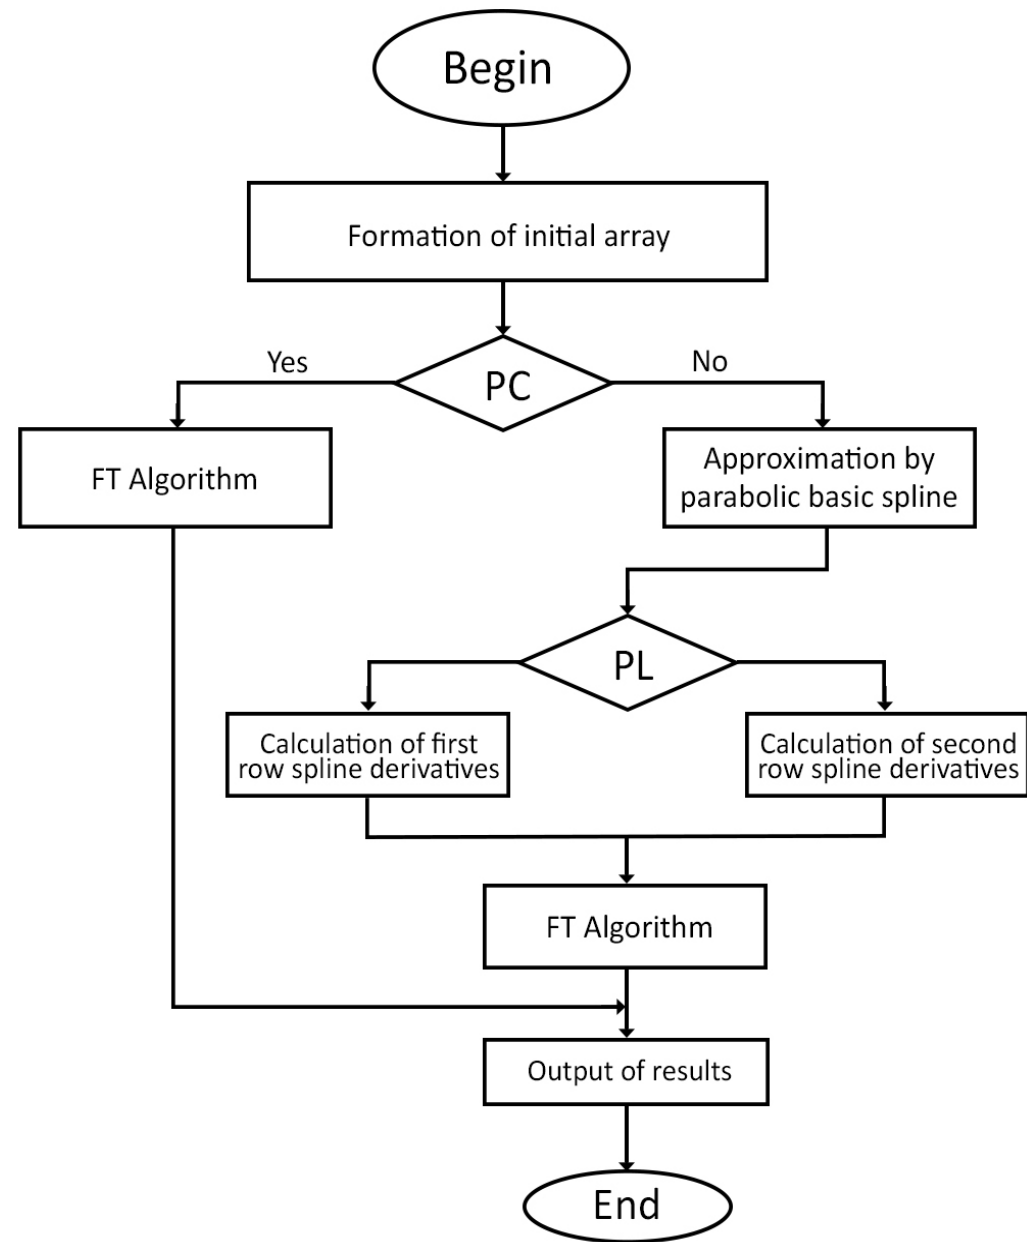 Begin
Formation of initial array
Yes
PC
No
FT Algorithm
Approximation by
parabolic basic spline
PL
Calculation of first
row spline derivatives
Calculation of second
row spline derivatives
FT Algorithm
Output of results
End